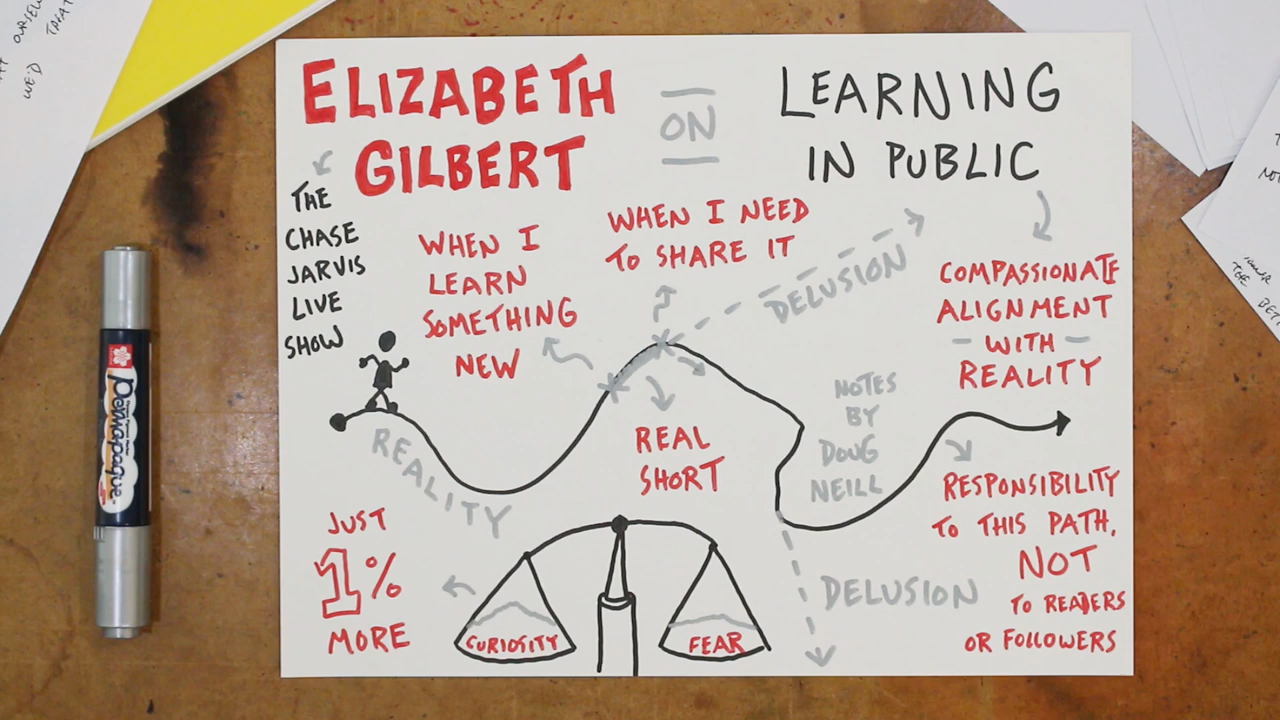 ELIZABETH
GILBERT
ON
LEARNING
IN PUBLIC
THE
CHASE
JARVIS
LIVE
SHOW
WHEN I
LEARN
SOMETHING
NEW
WHEN I NEED
TO SHARE IT
DELUSION
COMPASSIONATE
ALIGNMENT
- WITH -
REALITY
REALITY
REAL
SHORT
NOTES
BY
DOUG
NEILL
RESPONSIBILITY
TO THIS PATH,
NOT
TO READERS
OR FOLLOWERS
JUST
1%
MORE
CURIOSITY
FEAR
DELUSION
WE'D